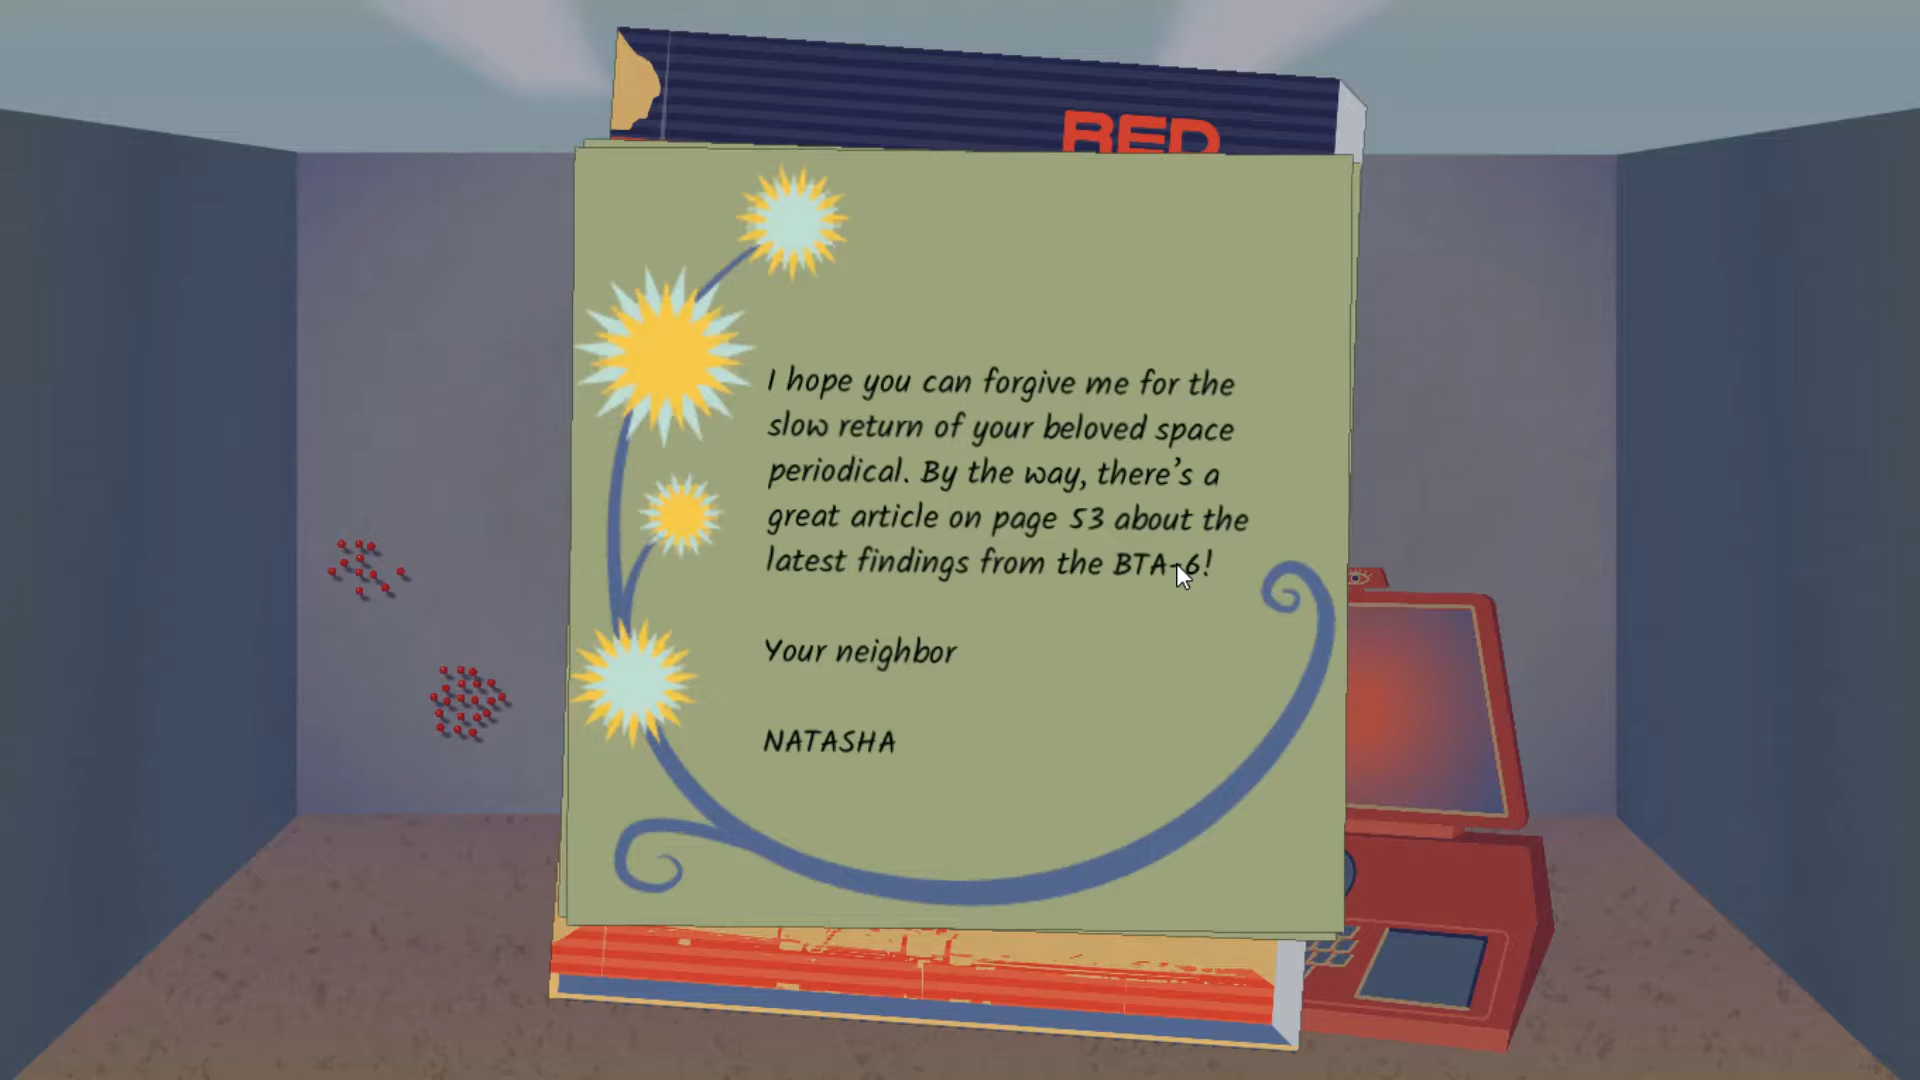 RED
I hope you can forgive me for the
slow return of your beloved space
periodical. By the way, there's a
great article on page 53 about the
latest findings from the BTA-6!
Your neighbor
NATASHA